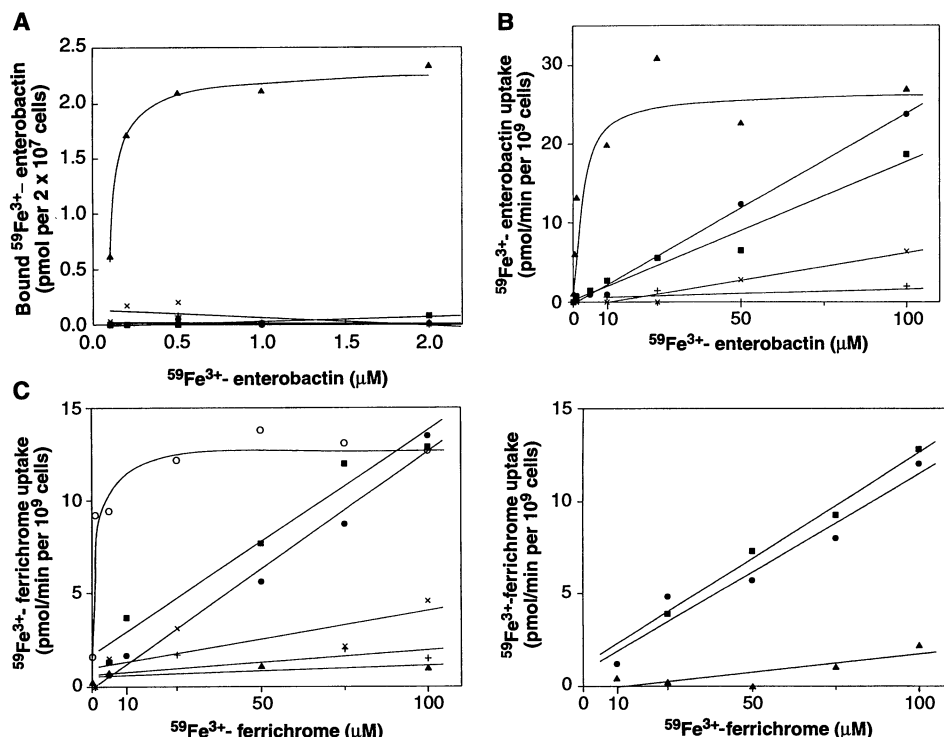 A
Bound ⁵⁹Fe³⁺– enterobactin
(pmol per 2 x 10⁷ cells)
2.5
2.0
1.5
1.0
0.5
0.0
0.0 0.5 1.0 1.5 2.0
⁵⁹Fe³⁺- enterobactin (μM)
B
⁵⁹Fe³⁺- enterobactin uptake
(pmol/min per 10⁹ cells)
30
20
10
0
0 10 50 100
⁵⁹Fe³⁺- enterobactin (μM)
C
⁵⁹Fe³⁺- ferrichrome uptake
(pmol/min per 10⁹ cells)
15
10
5
0
0 10 50 100
⁵⁹Fe³⁺- ferrichrome (μM)
⁵⁹Fe³⁺-ferrichrome uptake
(pmol/min per 10⁹ cells)
15
10
5
0
0 10 50 100
⁵⁹Fe³⁺-ferrichrome (μM)